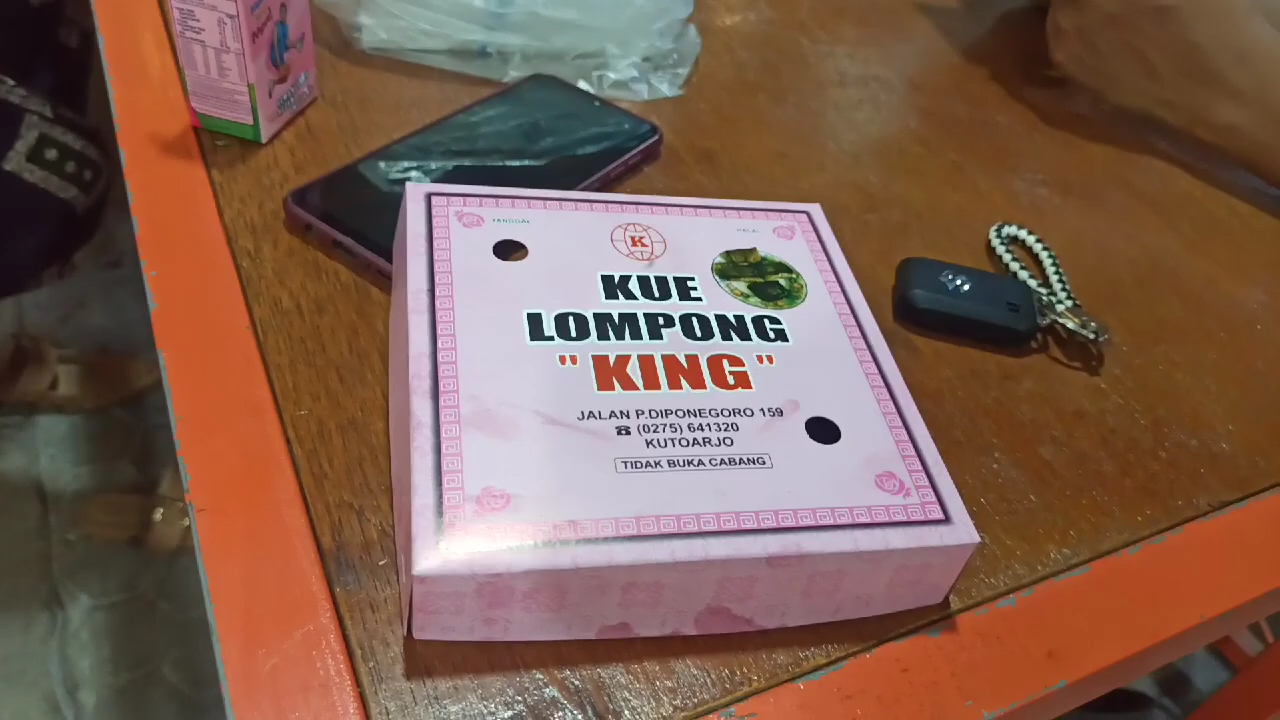 TANGGAL
HALAL
K
KUE
LOMPONG
" KING "
JALAN P.DIPONEGORO 159
☎ (0275) 641320
KUTOARJO
TIDAK BUKA CABANG